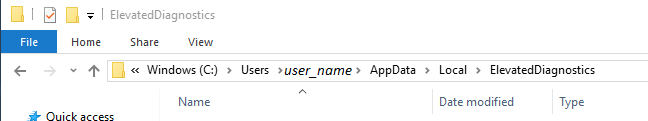 ElevatedDiagnostics
File Home Share View
« Windows (C:) > Users > user_name > AppData > Local > ElevatedDiagnostics
Name Date modified Type
Quick access